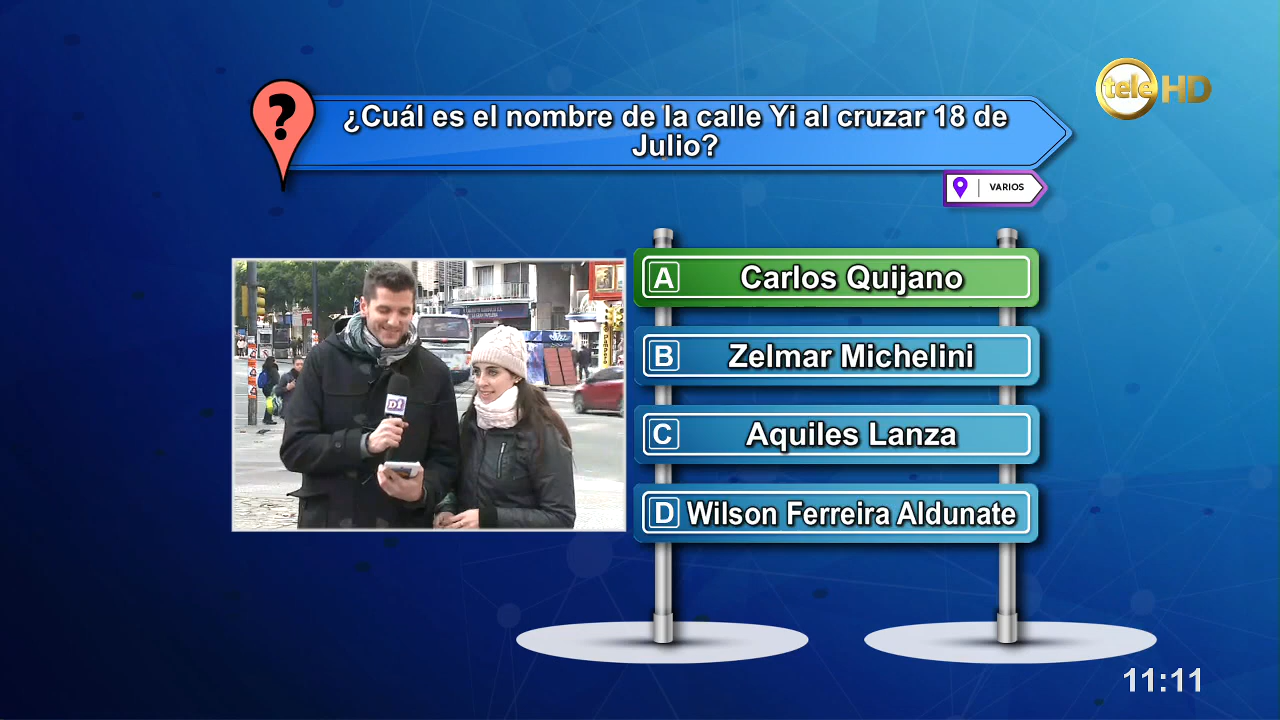 tele HD
¿Cuál es el nombre de la calle Yi al cruzar 18 de
Julio?
VARIOS
A Carlos Quijano
B Zelmar Michelini
C Aquiles Lanza
D Wilson Ferreira Aldunate
11:11